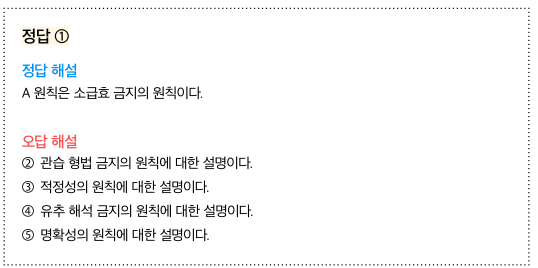 정답 ①
정답 해설
A 원칙은 소급효 금지의 원칙이다.
오답 해설
② 관습 형법 금지의 원칙에 대한 설명이다.
③ 적정성의 원칙에 대한 설명이다.
④ 유추 해석 금지의 원칙에 대한 설명이다.
⑤ 명확성의 원칙에 대한 설명이다.